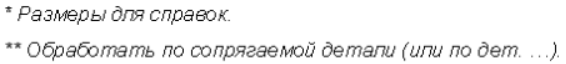 * Размеры для справок.
** Обработать по сопрягаемой детали (или по дет. ...).